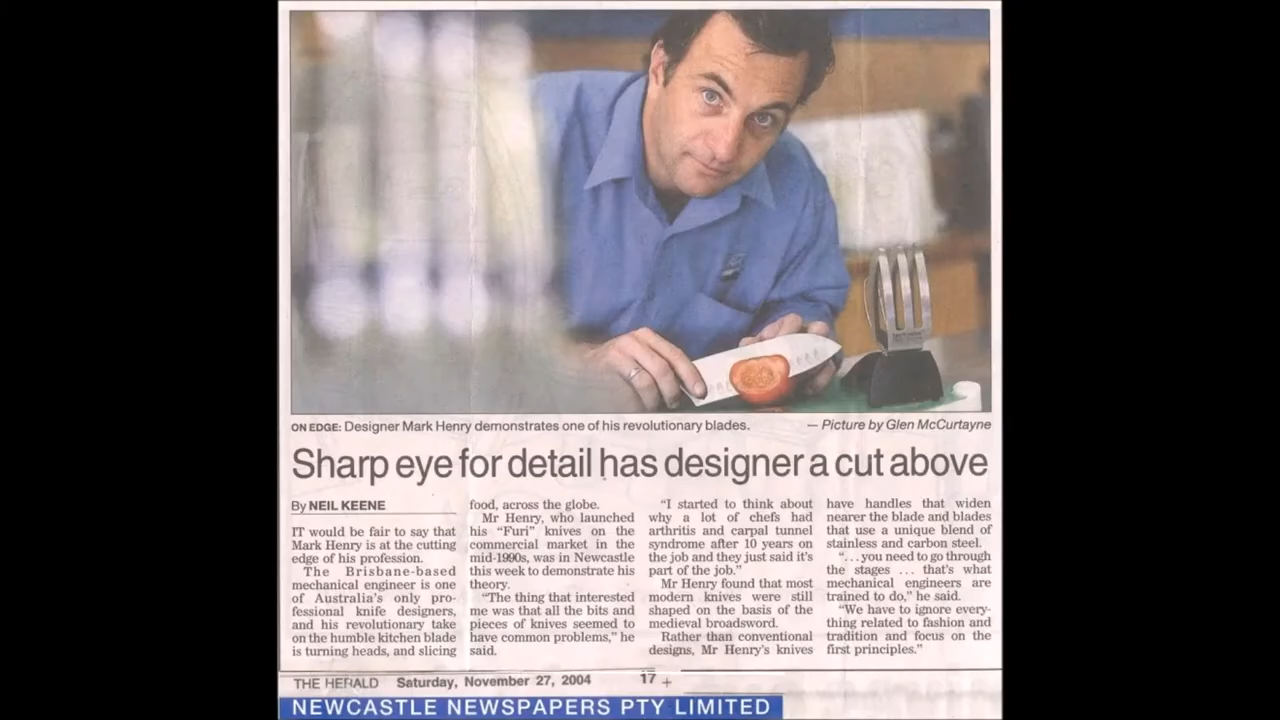 ON EDGE: Designer Mark Henry demonstrates one of his revolutionary blades. — Picture by Glen McCurtayne
Sharp eye for detail has designer a cut above
By NEIL KEENE
IT would be fair to say that
Mark Henry is at the cutting
edge of his profession.
The Brisbane-based
mechanical engineer is one
of Australia's only pro-
fessional knife designers,
and his revolutionary take
on the humble kitchen blade
is turning heads, and slicing
food, across the globe.
Mr Henry, who launched
his "Furi" knives on the
commercial market in the
mid-1990s, was in Newcastle
this week to demonstrate his
theory.
"The thing that interested
me was that all the bits and
pieces of knives seemed to
have common problems," he
said.
"I started to think about
why a lot of chefs had
arthritis and carpal tunnel
syndrome after 10 years on
the job and they just said it's
part of the job."
Mr Henry found that most
modern knives were still
shaped on the basis of the
medieval broadsword.
Rather than conventional
designs, Mr Henry's knives
have handles that widen
nearer the blade and blades
that use a unique blend of
stainless and carbon steel.
"...you need to go through
the stages ... that's what
mechanical engineers are
trained to do," he said.
"We have to ignore every-
thing related to fashion and
tradition and focus on the
first principles."
THE HERALD Saturday, November 27, 2004 17 +
NEWCASTLE NEWSPAPERS PTY LIMITED